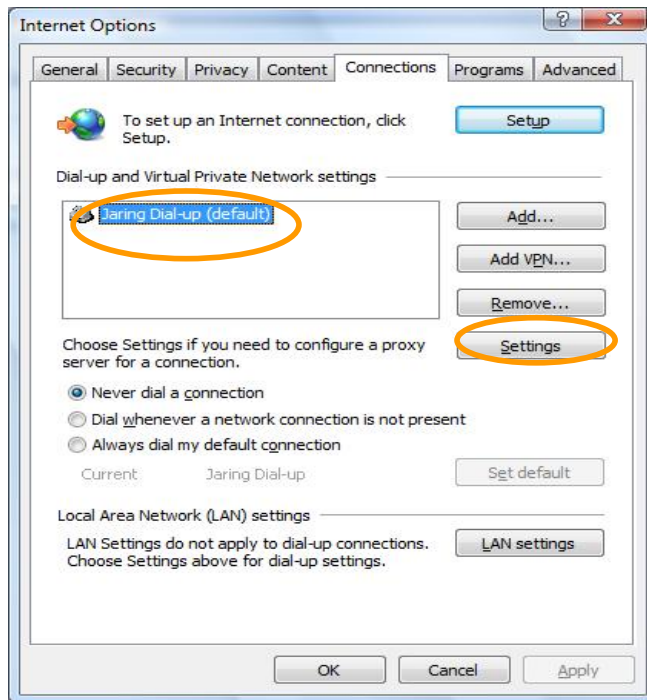 Internet Options
General Security Privacy Content Connections Programs Advanced
To set up an Internet connection, click
Setup.
Setup
Dial-up and Virtual Private Network settings
Jaring Dial-up (default)
Add...
Add VPN...
Remove...
Choose Settings if you need to configure a proxy
server for a connection.
Settings
Never dial a connection
Dial whenever a network connection is not present
Always dial my default connection
Current Jaring Dial-up Set default
Local Area Network (LAN) settings
LAN Settings do not apply to dial-up connections.
Choose Settings above for dial-up settings.
LAN settings
OK Cancel Apply